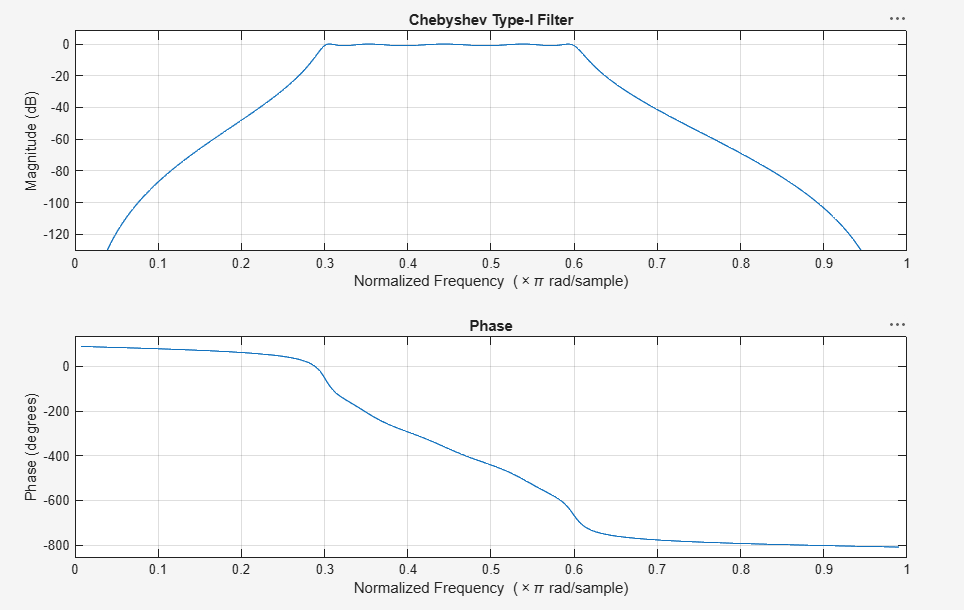 Chebyshev Type-I Filter
0
-20
-40
-60
-80
-100
-120
Magnitude (dB)
0 0.1 0.2 0.3 0.4 0.5 0.6 0.7 0.8 0.9 1
Normalized Frequency (× π rad/sample)
Phase
0
-200
-400
-600
-800
Phase (degrees)
0 0.1 0.2 0.3 0.4 0.5 0.6 0.7 0.8 0.9 1
Normalized Frequency (× π rad/sample)